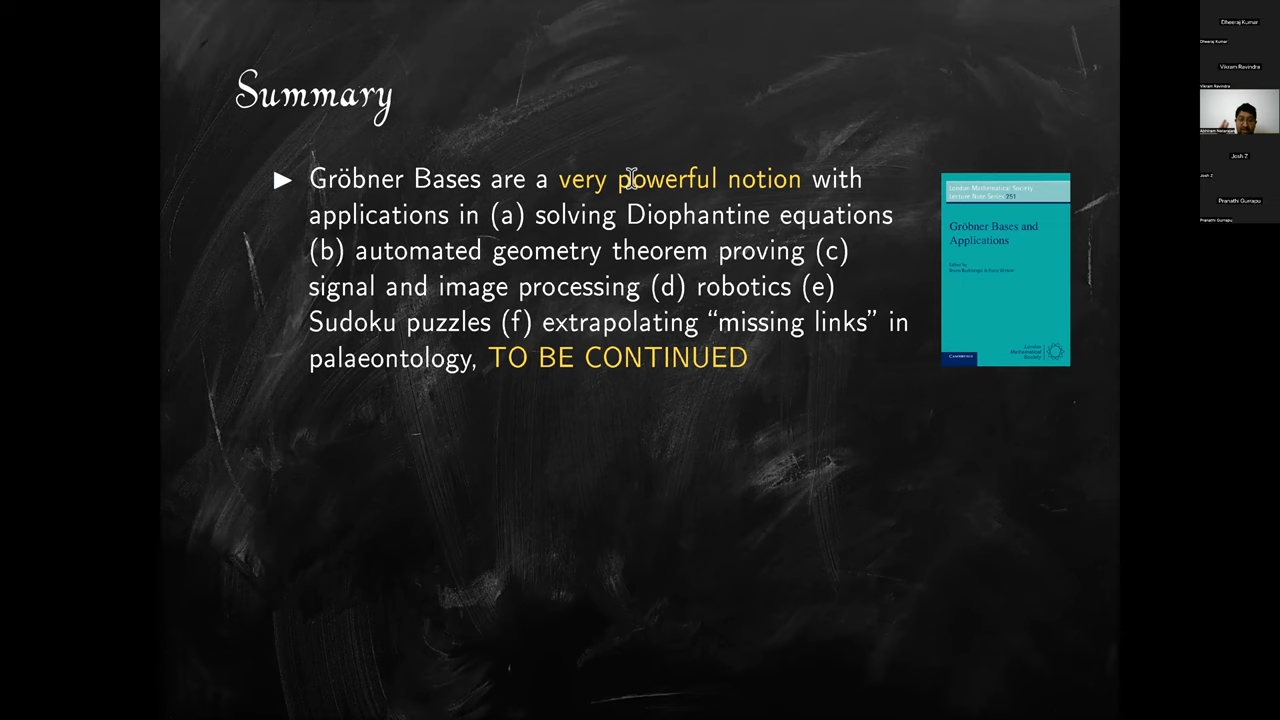 Summary
▶ Gröbner Bases are a very powerful notion with
applications in (a) solving Diophantine equations
(b) automated geometry theorem proving (c)
signal and image processing (d) robotics (e)
Sudoku puzzles (f) extrapolating “missing links” in
palaeontology, TO BE CONTINUED
London Mathematical Society
Lecture Note Series 251
Gröbner Bases and
Applications
Edited by
CAMBRIDGE
London
Mathematical
Society
Dheeraj Kumar
Dheeraj Kumar
Vikram Ravindra
Vikram Ravindra
Josh Z
Josh Z
Pranathi Gurrapu
Pranathi Gurrapu